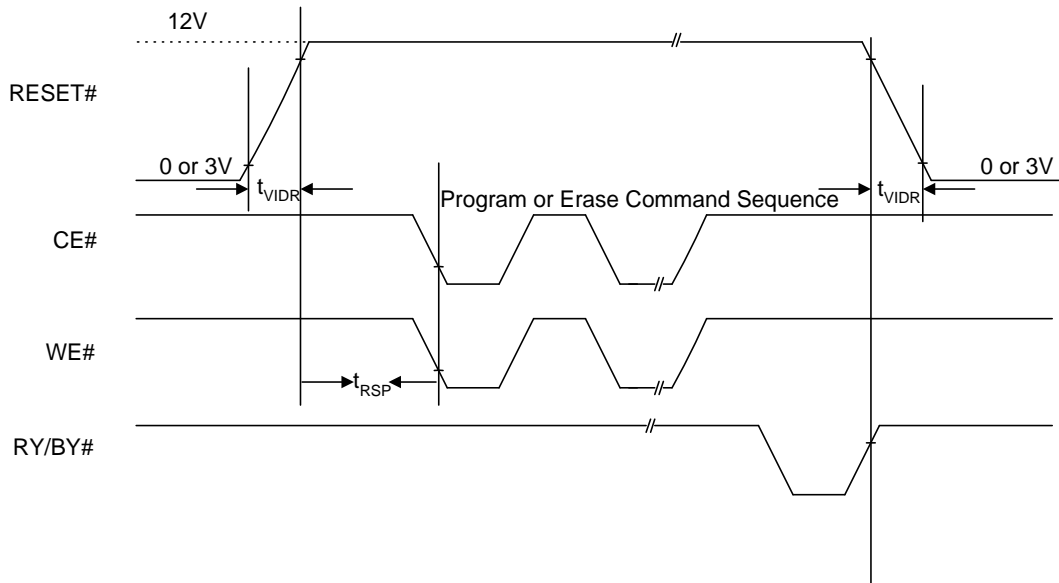 12V
RESET#
0 or 3V
0 or 3V
tVIDR
tVIDR
Program or Erase Command Sequence
CE#
WE#
tRSP
RY/BY#